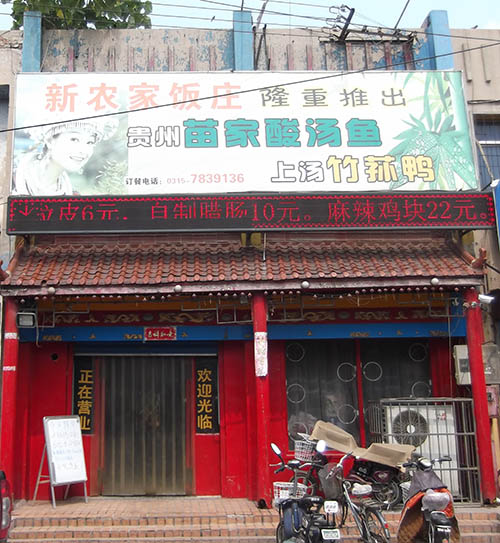 新农家饭庄 隆重推出
贵州苗家酸汤鱼
上汤竹荪鸭
订餐电话：0315-7839136
拉皮6元。自制腊肠10元。麻辣鸡块22元。
正在营业
欢迎光临